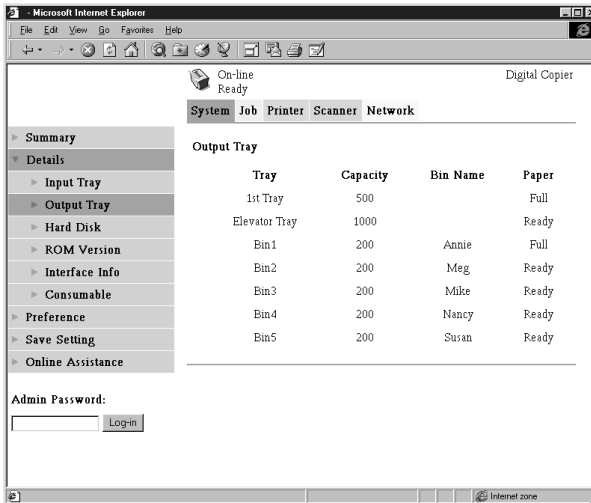 - Microsoft Internet Explorer
File Edit View Go Favorites Help
On-line
Ready
Digital Copier
System Job Printer Scanner Network
Summary
Details
Input Tray
Output Tray
Hard Disk
ROM Version
Interface Info
Consumable
Preference
Save Setting
Online Assistance
Admin Password:
Log-in
Output Tray
Tray Capacity Bin Name Paper
1st Tray 500 Full
Elevator Tray 1000 Ready
Bin1 200 Annie Full
Bin2 200 Meg Ready
Bin3 200 Mike Ready
Bin4 200 Nancy Ready
Bin5 200 Susan Ready
Internet zone